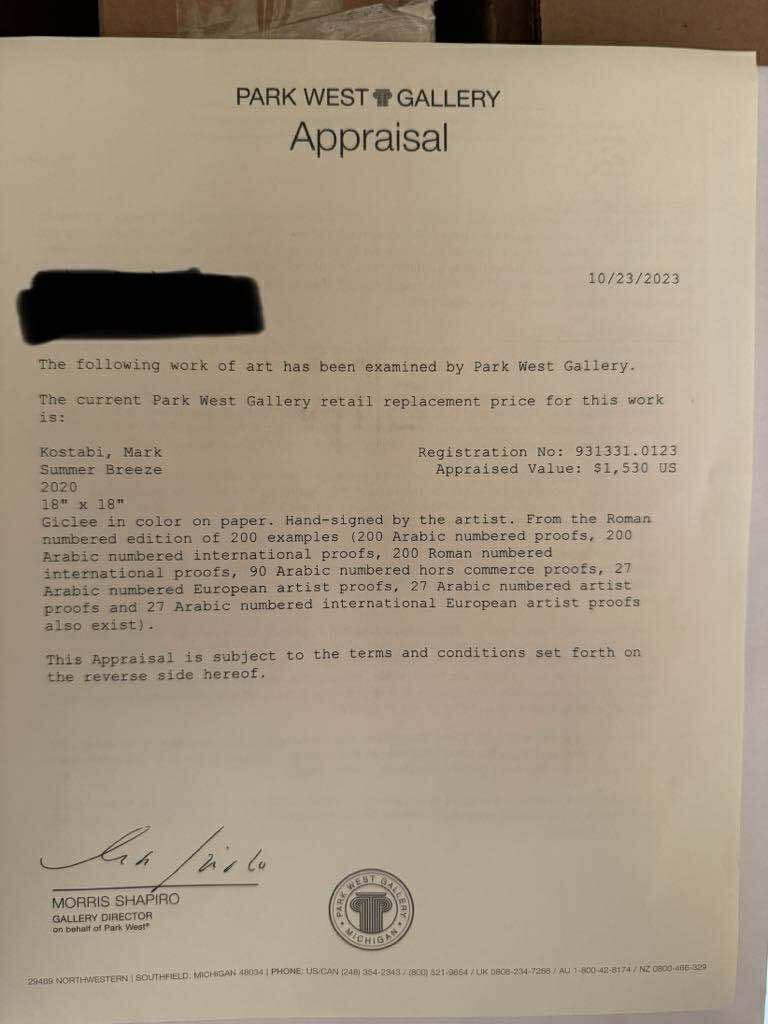 PARK WEST GALLERY
Appraisal
10/23/2023
The following work of art has been examined by Park West Gallery.
The current Park West Gallery retail replacement price for this work
is:
Kostabi, Mark Registration No: 931331.0123
Summer Breeze Appraised Value: $1,530 US
2020
18" x 18"
Giclee in color on paper. Hand-signed by the artist. From the Roman
numbered edition of 200 examples (200 Arabic numbered proofs, 200
Arabic numbered international proofs, 200 Roman numbered
international proofs, 90 Arabic numbered hors commerce proofs, 27
Arabic numbered European artist proofs, 27 Arabic numbered artist
proofs and 27 Arabic numbered international European artist proofs
also exist).
This Appraisal is subject to the terms and conditions set forth on
the reverse side hereof.
MORRIS SHAPIRO
GALLERY DIRECTOR
on behalf of Park West®
PARK WEST GALLERY
• MICHIGAN •
29469 NORTHWESTERN | SOUTHFIELD, MICHIGAN 48034 | PHONE: US/CAN (248) 354-2343 / (800) 521-9654 / UK 0808-234-7266 / AU 1-800-42-8174 / NZ 0800-466-329